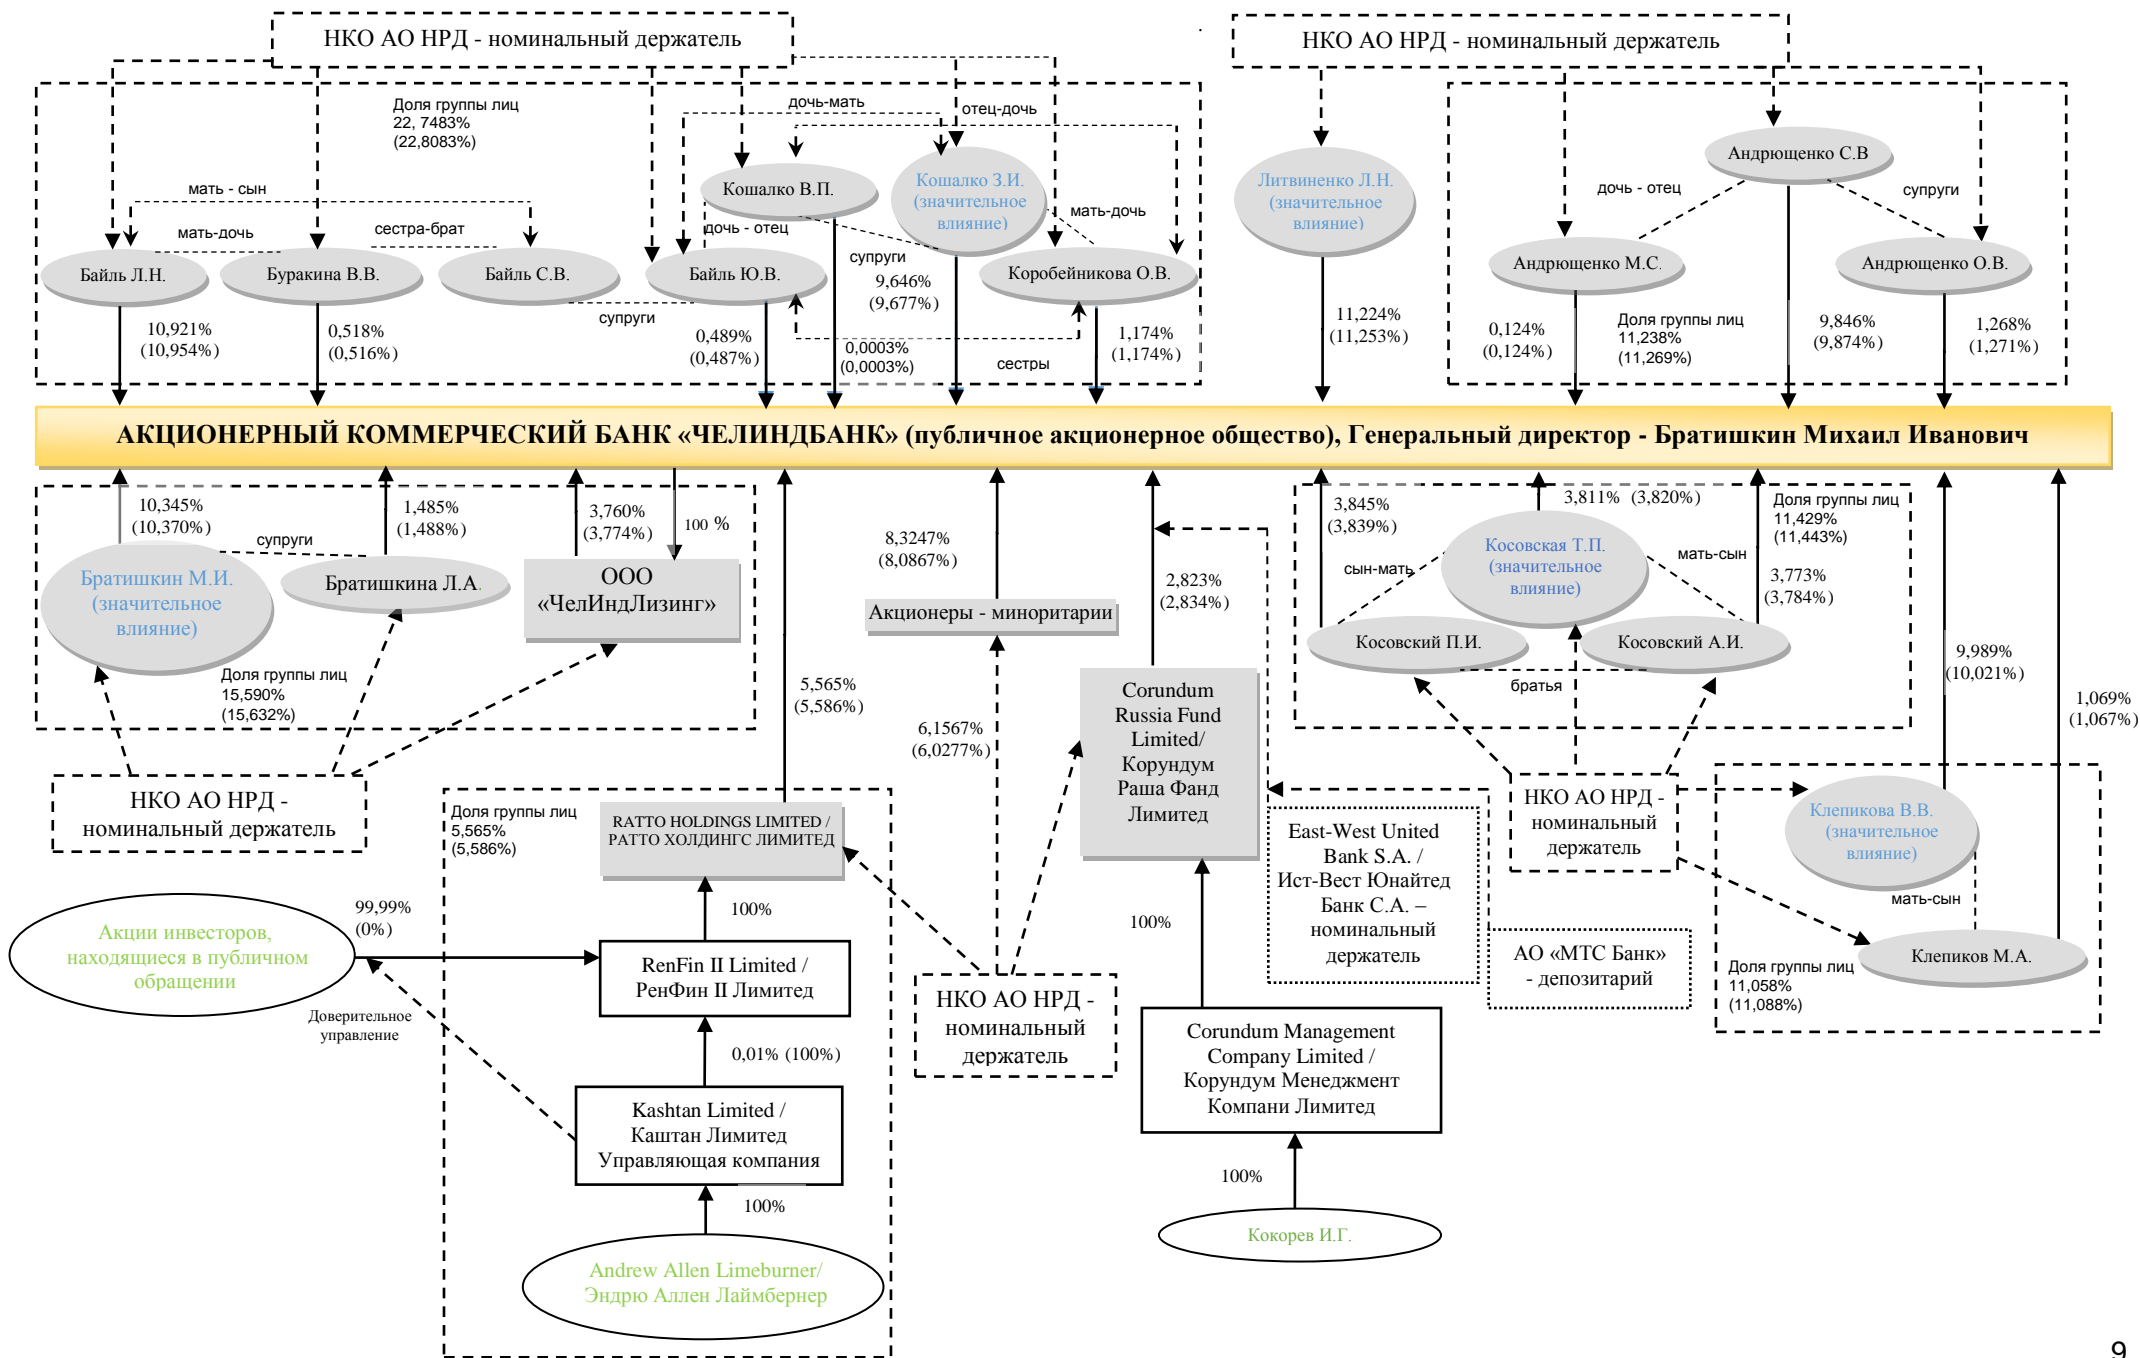 НКО АО НРД - номинальный держатель
НКО АО НРД - номинальный держатель
Доля группы лиц
22, 7483%
(22,8083%)
дочь-мать
отец-дочь
Кошалко В.П.
Кошалко З.И.
(значительное
влияние)
мать - сын
мать-дочь
сестра-брат
дочь - отец
мать-дочь
супруги
Байль Л.Н.
Буракина В.В.
Байль С.В.
Байль Ю.В.
Коробейникова О.В.
супруги
10,921%
(10,954%)
0,518%
(0,516%)
0,489%
(0,487%)
0,0003%
(0,0003%)
9,646%
(9,677%)
сестры
1,174%
(1,174%)
Литвиненко Л.Н.
(значительное
влияние)
11,224%
(11,253%)
Андрющенко С.В
дочь - отец
супруги
Андрющенко М.С.
Андрющенко О.В.
0,124%
(0,124%)
Доля группы лиц
11,238%
(11,269%)
9,846%
(9,874%)
1,268%
(1,271%)
АКЦИОНЕРНЫЙ КОММЕРЧЕСКИЙ БАНК «ЧЕЛИНДБАНК» (публичное акционерное общество), Генеральный директор - Братишкин Михаил Иванович
10,345%
(10,370%)
1,485%
(1,488%)
3,760%
(3,774%)
100 %
супруги
Братишкин М.И.
(значительное
влияние)
Братишкина Л.А.
ООО
«ЧелИндЛизинг»
Доля группы лиц
15,590%
(15,632%)
НКО АО НРД -
номинальный держатель
5,565%
(5,586%)
8,3247%
(8,0867%)
Акционеры - миноритарии
6,1567%
(6,0277%)
2,823%
(2,834%)
Corundum
Russia Fund
Limited/
Корундум
Раша Фанд
Лимитед
3,845%
(3,839%)
3,811% (3,820%)
Доля группы лиц
11,429%
(11,443%)
Косовская Т.П.
(значительное
влияние)
сын-мать
мать-сын
3,773%
(3,784%)
Косовский П.И.
Косовский А.И.
братья
9,989%
(10,021%)
1,069%
(1,067%)
НКО АО НРД -
номинальный
держатель
Клепикова В.В.
(значительное
влияние)
мать-сын
Клепиков М.А.
Доля группы лиц
11,058%
(11,088%)
Доля группы лиц
5,565%
(5,586%)
RATTO HOLDINGS LIMITED /
РАТТО ХОЛДИНГС ЛИМИТЕД
100%
99,99%
(0%)
Акции инвесторов,
находящиеся в публичном
обращении
RenFin II Limited /
РенФин II Лимитед
Доверительное
управление
0,01% (100%)
Kashtan Limited /
Каштан Лимитед
Управляющая компания
100%
Andrew Allen Limeburner/
Эндрю Аллен Лаймбернер
НКО АО НРД -
номинальный
держатель
100%
East-West United
Bank S.A. /
Ист-Вест Юнайтед
Банк С.А. –
номинальный
держатель
АО «МТС Банк»
- депозитарий
Corundum Management
Company Limited /
Корундум Менеджмент
Компани Лимитед
100%
Кокорев И.Г.
9